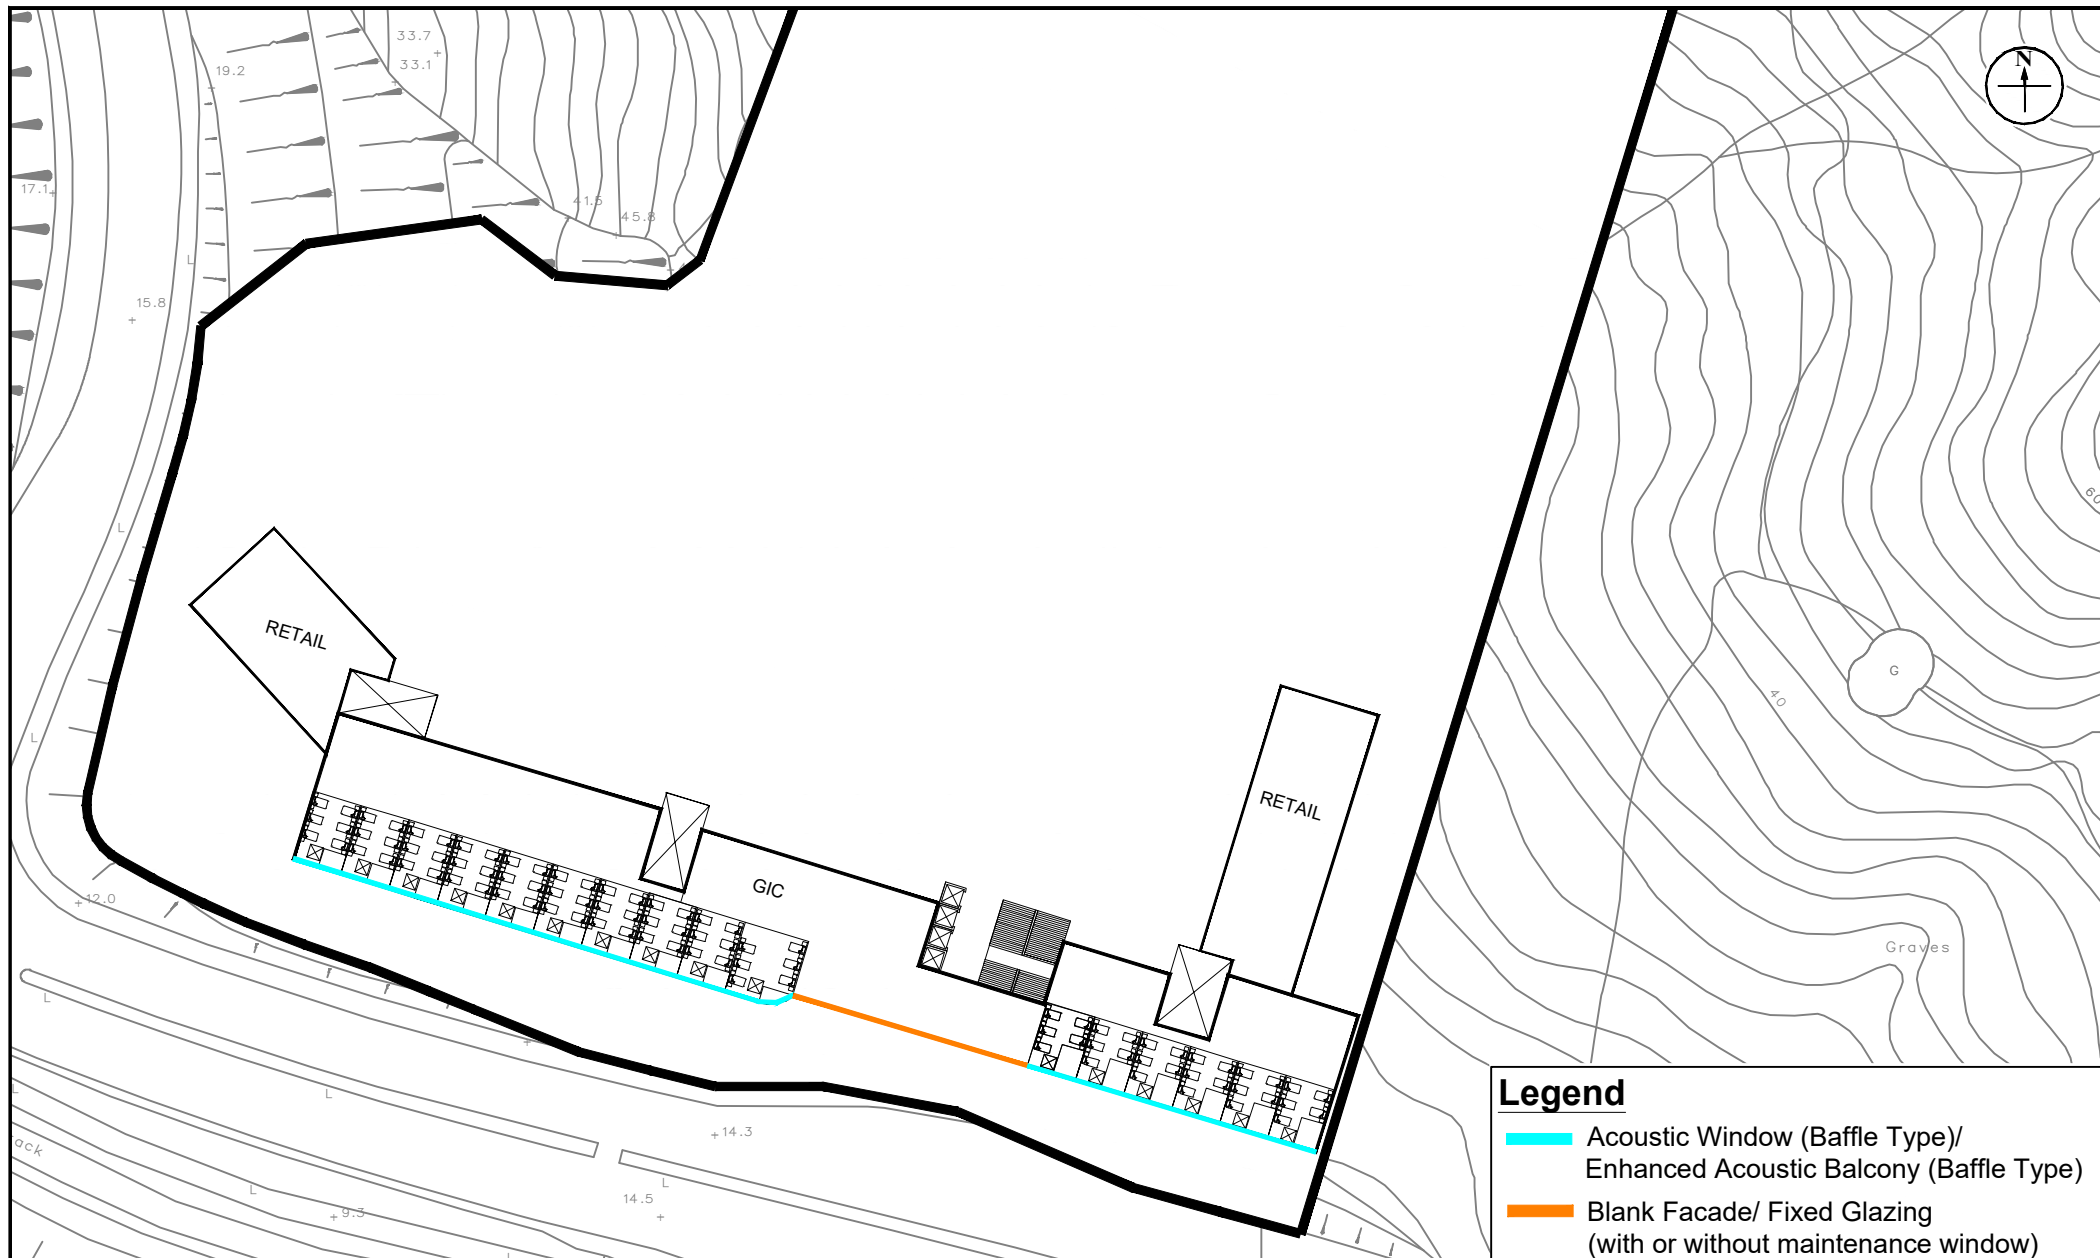 33.7
33.1
19.2
N
17.1
41.5
45.8
L
15.8
60
L
RETAIL
G
40
L
RETAIL
GIC
12.0
Graves
L
L
14.3
L
ack
L
L
14.5
9.3
L
Legend
Acoustic Window (Baffle Type)/
Enhanced Acoustic Balcony (Baffle Type)
Blank Facade/ Fixed Glazing
(with or without maintenance window)